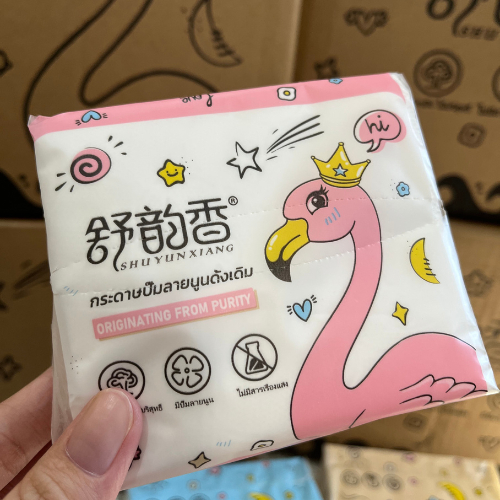 hi
舒韵香®
SHUYUNXIANG
กระดาษปั๊มลายนูนดั้งเดิม
ORIGINATING FROM PURITY
มีปั๊มลายนูน
ไม่มีสารเรืองแสง